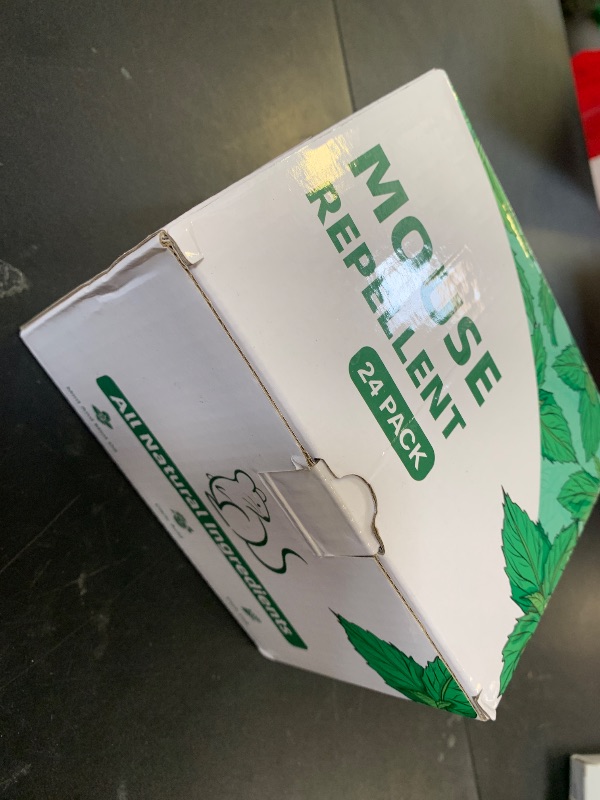 MOUSE
REPELLENT
24 PACK
All Natural Ingredients